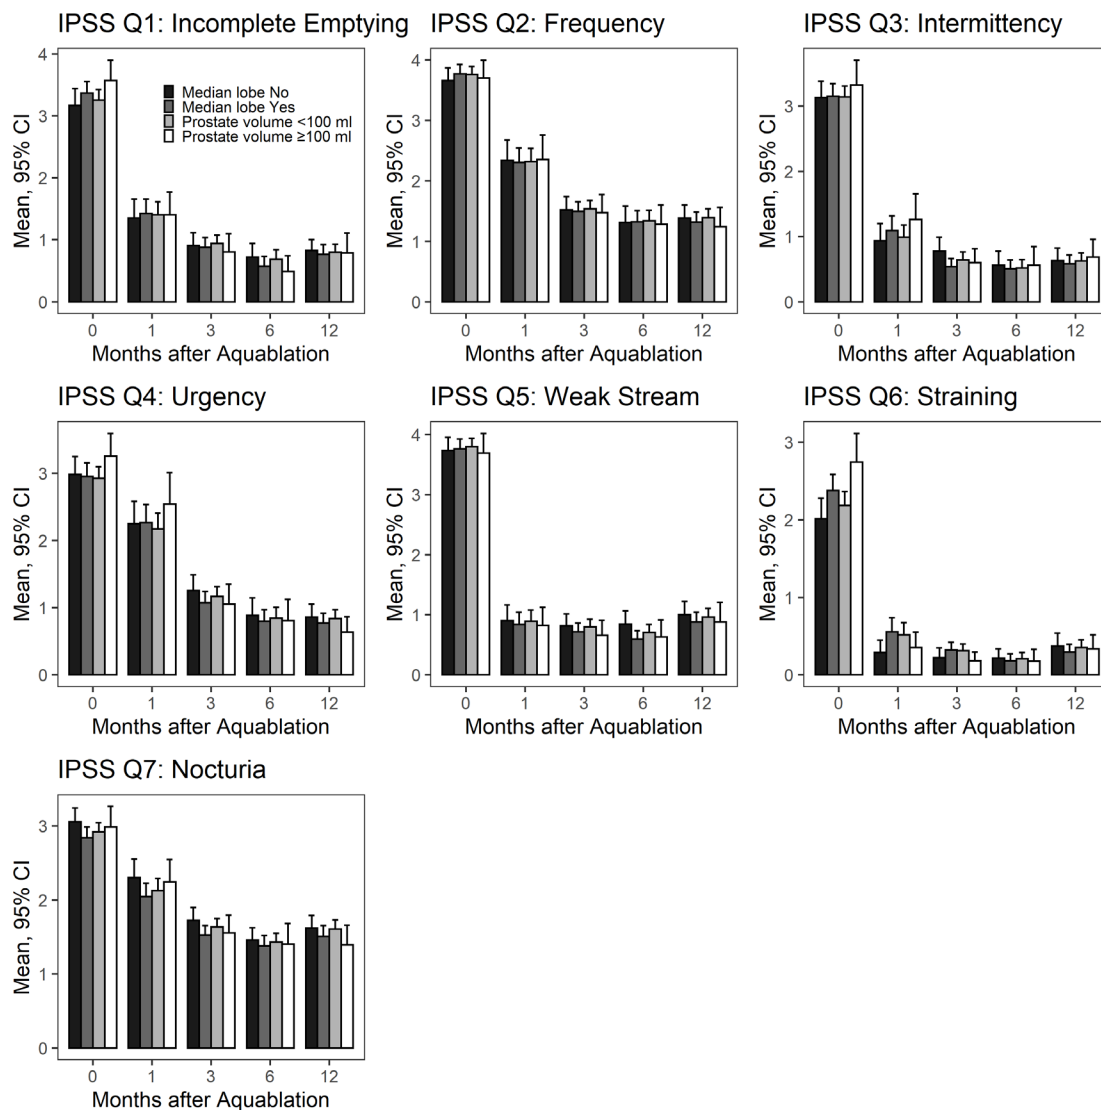 IPSS Q1: Incomplete Emptying
4
3
2
1
0
Mean, 95% CI
Median lobe No
Median lobe Yes
Prostate volume <100 ml
Prostate volume ≥100 ml
0 1 3 6 12
Months after Aquablation
IPSS Q2: Frequency
4
3
2
1
0
Mean, 95% CI
0 1 3 6 12
Months after Aquablation
IPSS Q3: Intermittency
3
2
1
0
Mean, 95% CI
0 1 3 6 12
Months after Aquablation
IPSS Q4: Urgency
3
2
1
0
Mean, 95% CI
0 1 3 6 12
Months after Aquablation
IPSS Q5: Weak Stream
4
3
2
1
0
Mean, 95% CI
0 1 3 6 12
Months after Aquablation
IPSS Q6: Straining
3
2
1
0
Mean, 95% CI
0 1 3 6 12
Months after Aquablation
IPSS Q7: Nocturia
3
2
1
0
Mean, 95% CI
0 1 3 6 12
Months after Aquablation